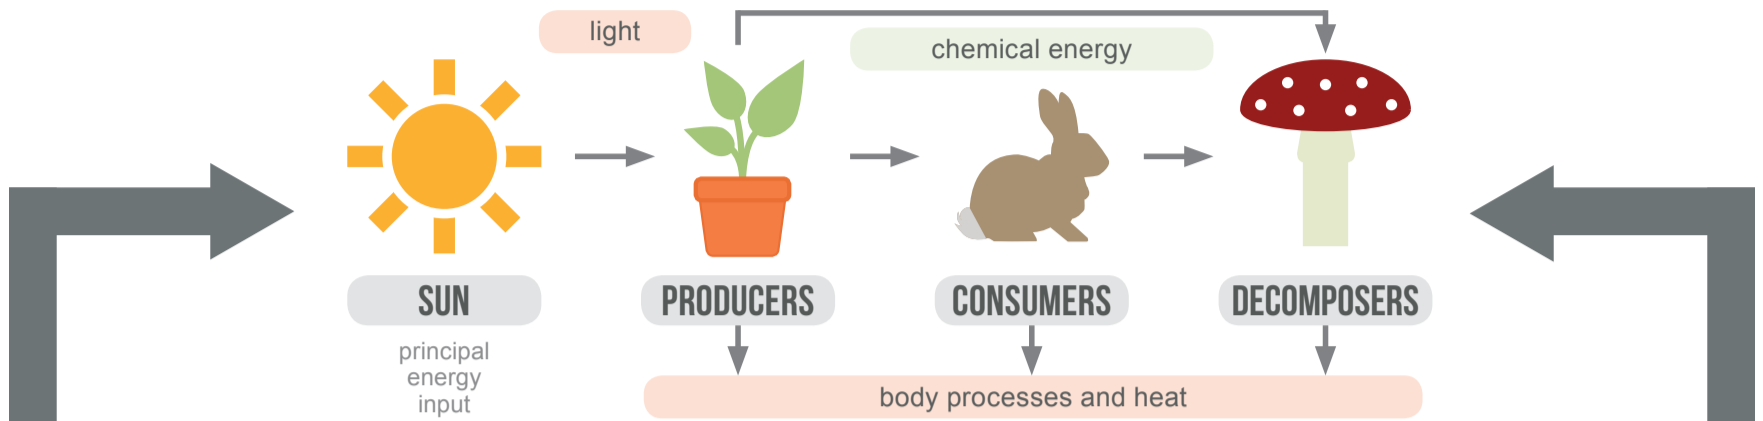 light
chemical energy
SUN
PRODUCERS
CONSUMERS
DECOMPOSERS
principal
energy
input
body processes and heat